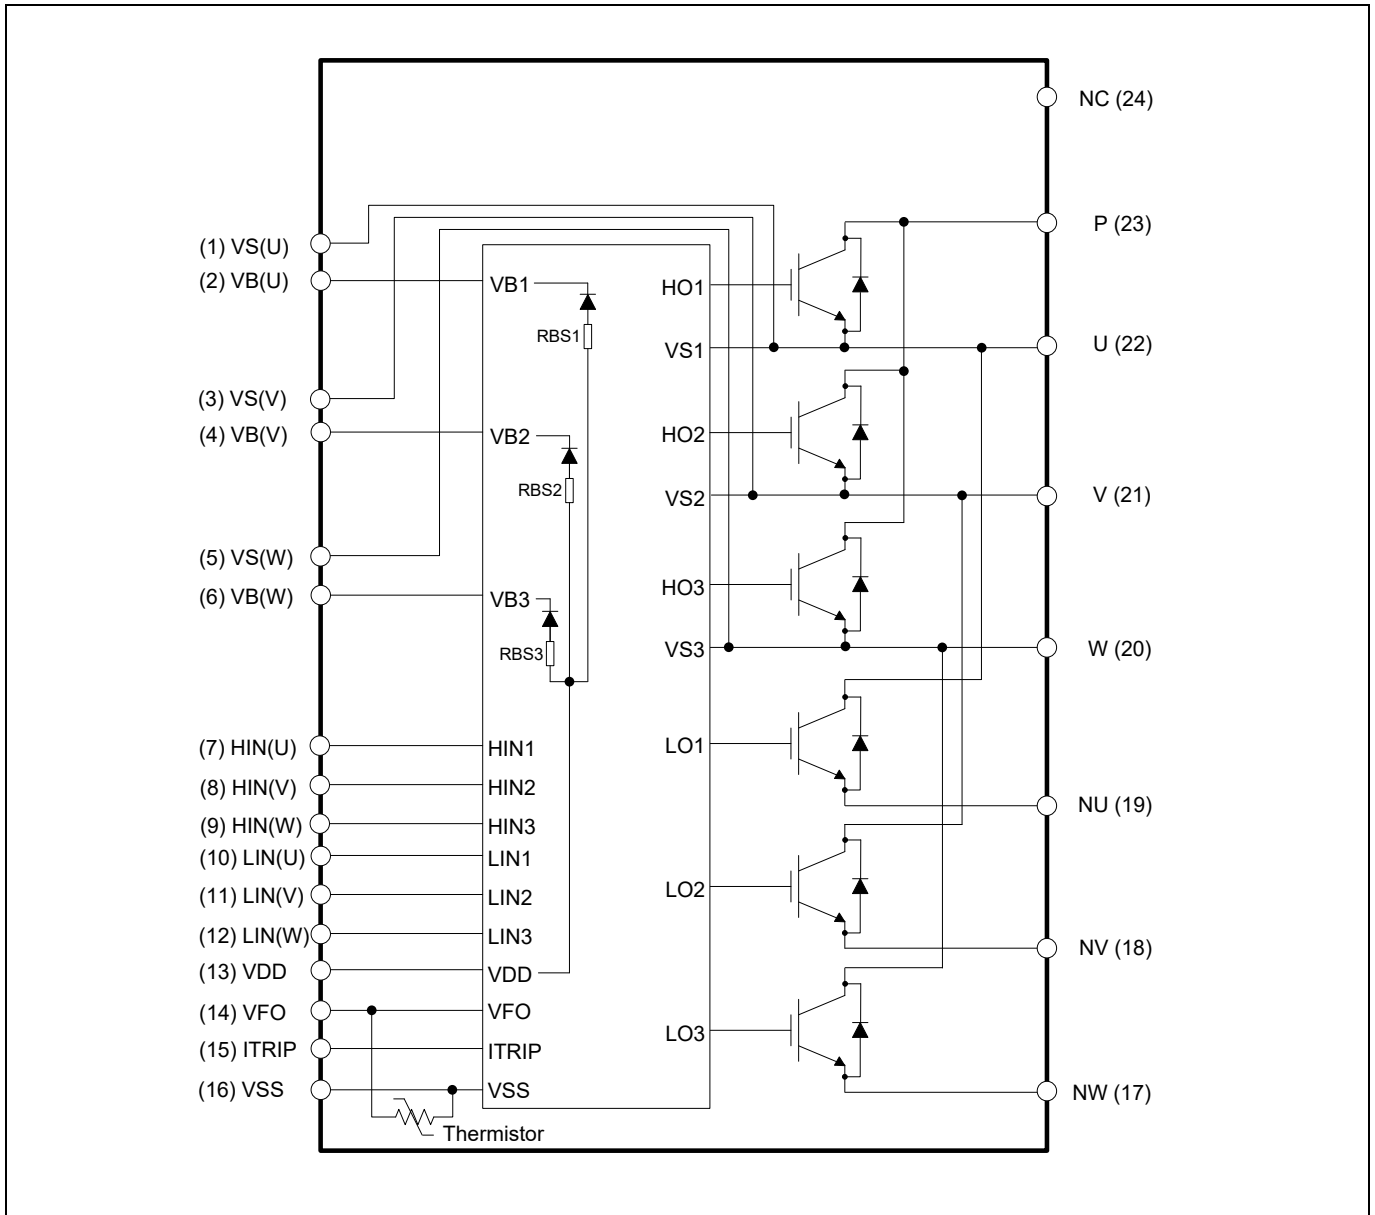 (1) VS(U)
(2) VB(U)
(3) VS(V)
(4) VB(V)
(5) VS(W)
(6) VB(W)
(7) HIN(U)
(8) HIN(V)
(9) HIN(W)
(10) LIN(U)
(11) LIN(V)
(12) LIN(W)
(13) VDD
(14) VFO
(15) ITRIP
(16) VSS
VB1
RBS1
VB2
RBS2
VB3
RBS3
HIN1
HIN2
HIN3
LIN1
LIN2
LIN3
VDD
VFO
ITRIP
VSS
Thermistor
HO1
VS1
HO2
VS2
HO3
VS3
LO1
LO2
LO3
NC (24)
P (23)
U (22)
V (21)
W (20)
NU (19)
NV (18)
NW (17)